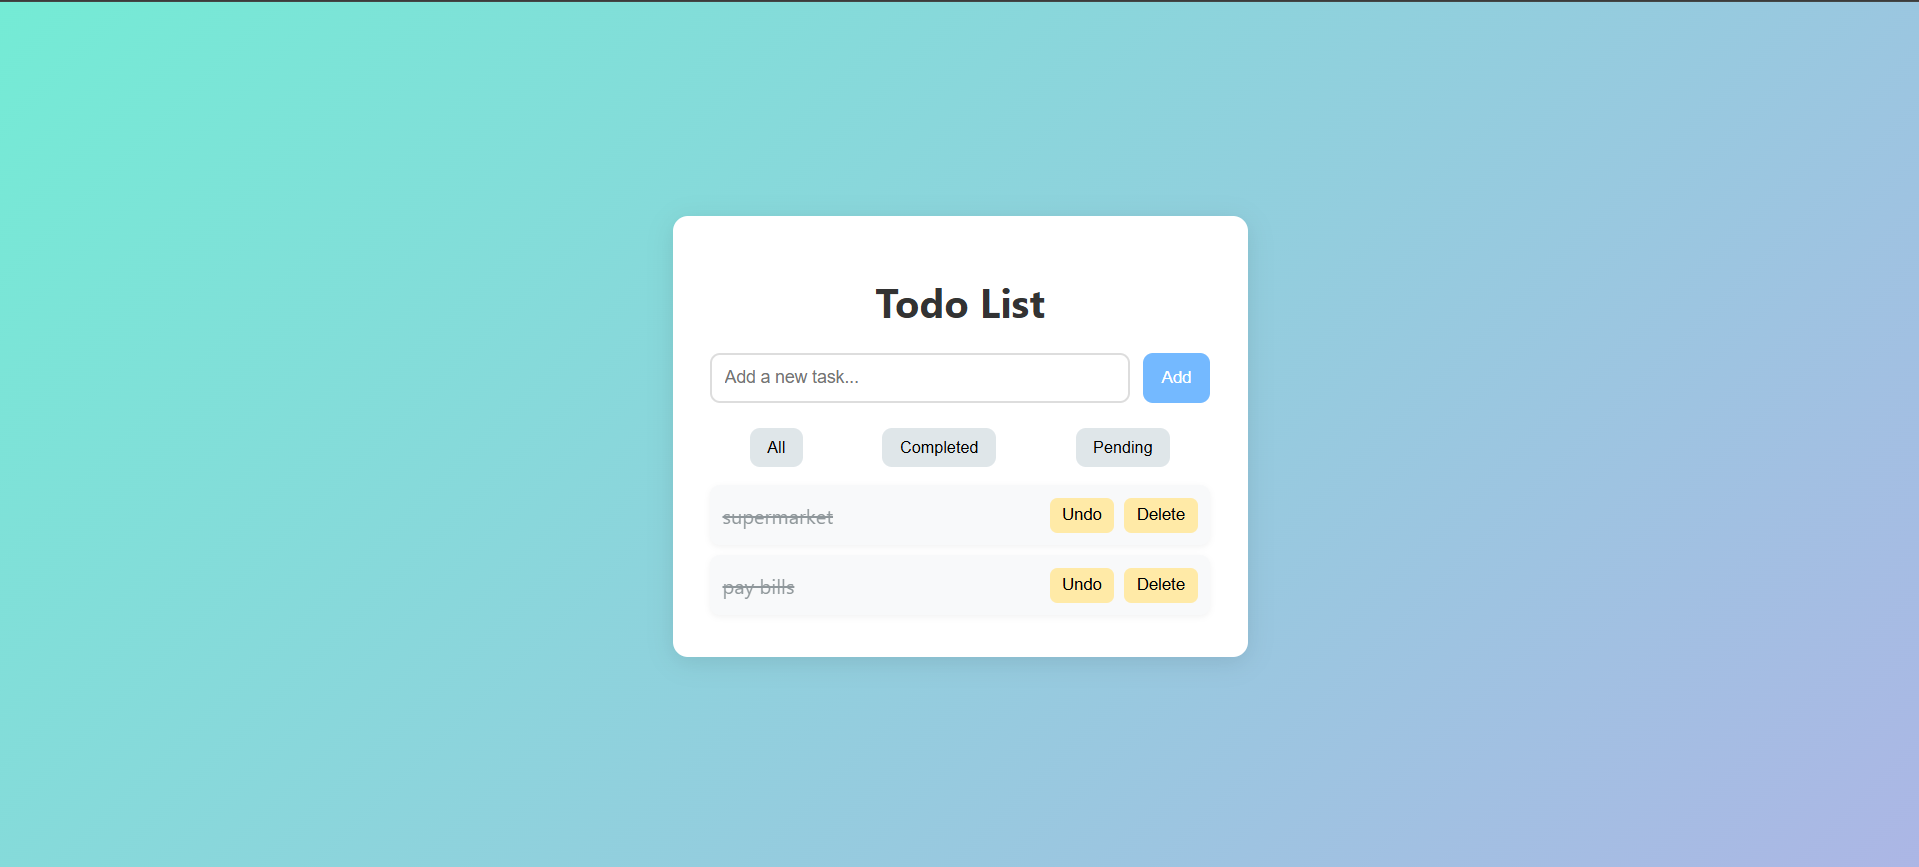 Todo List
Add a new task... Add
All Completed Pending
supermarket Undo Delete
pay bills Undo Delete